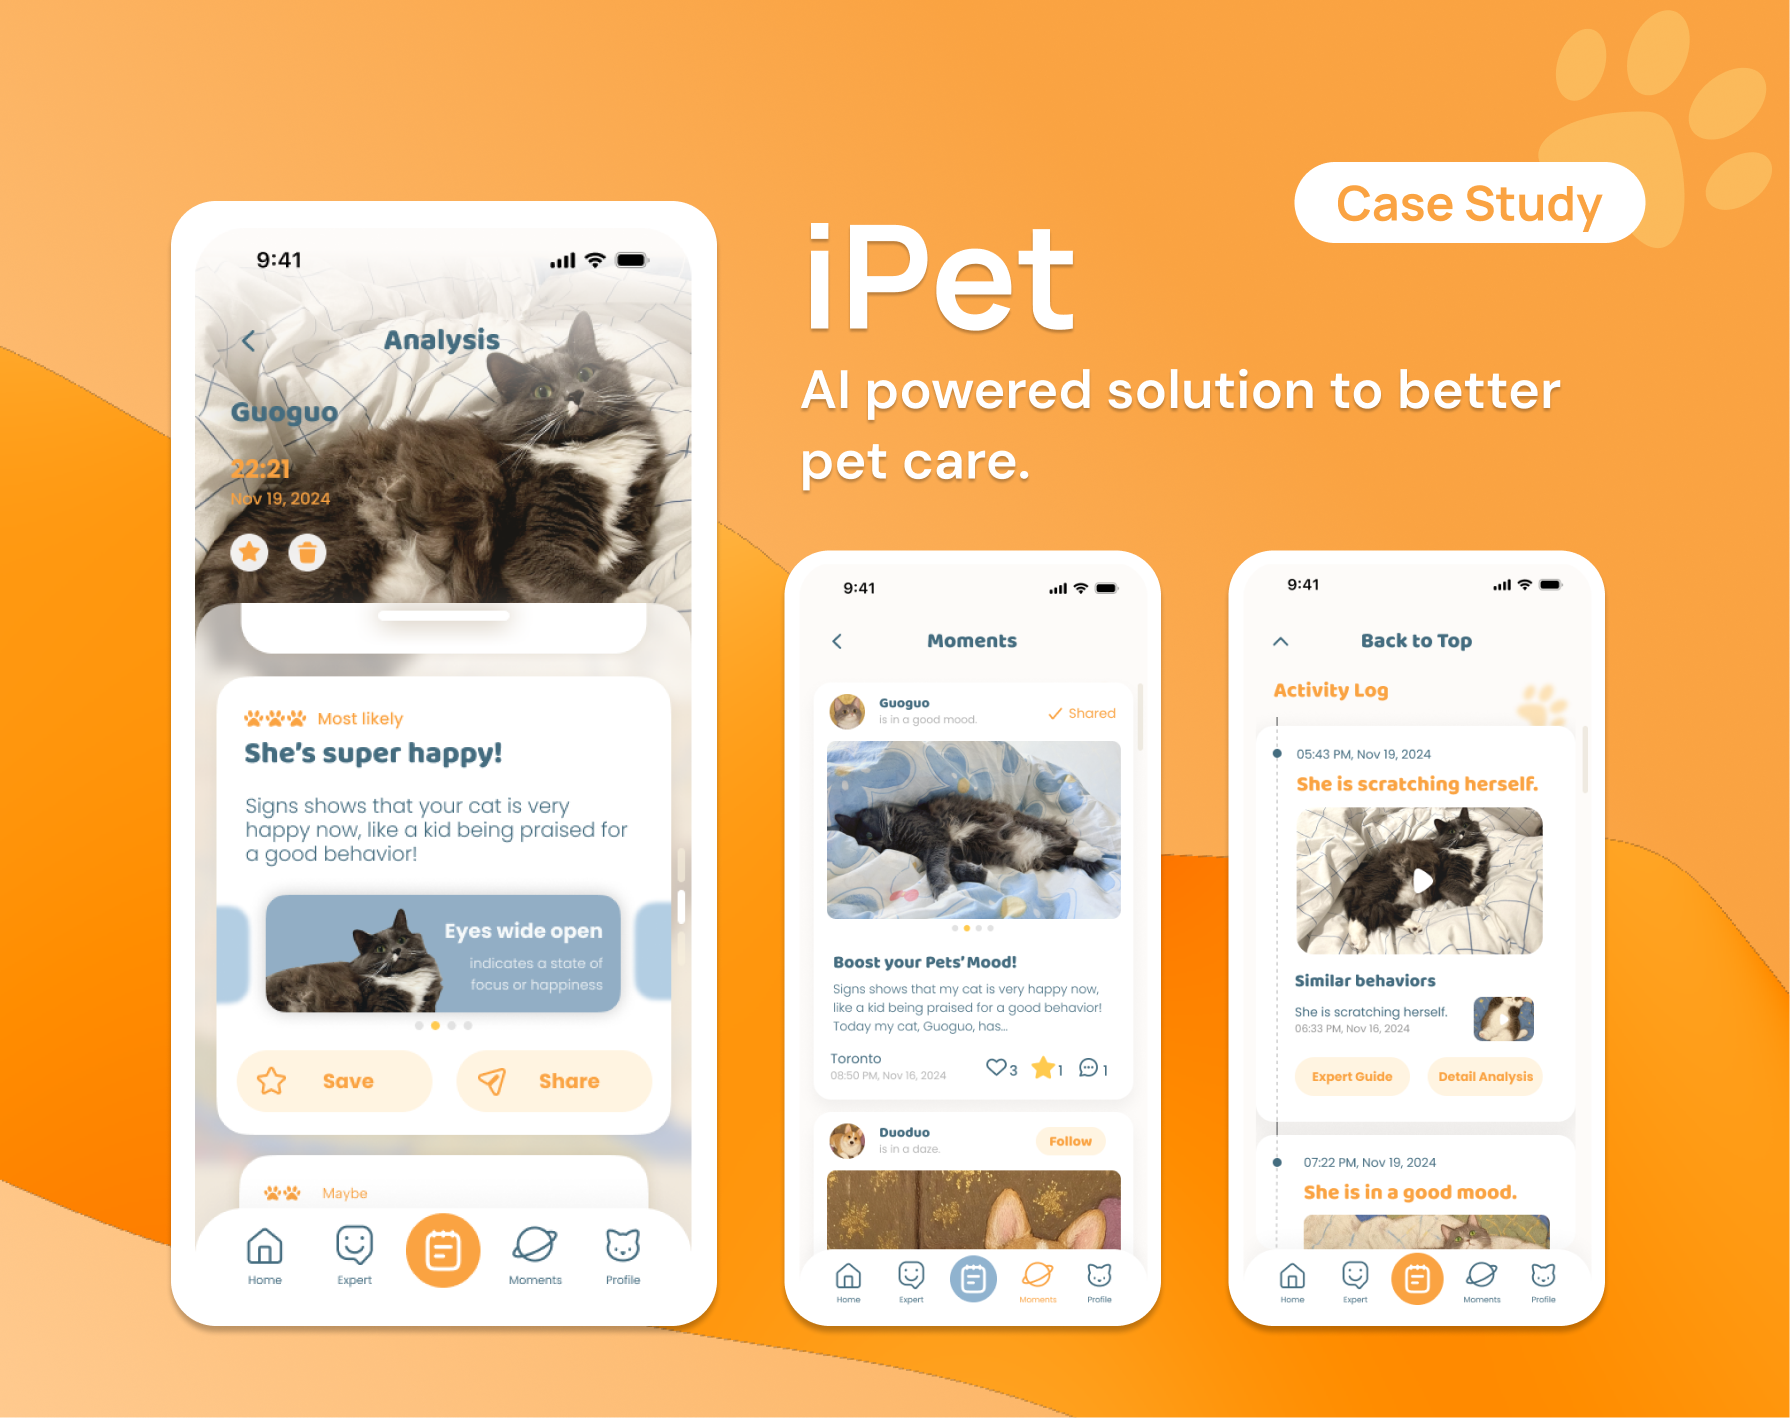 Case Study
iPet
AI powered solution to better
pet care.
9:41
Analysis
Guoguo
22:21
Nov 19, 2024
Most likely
She's super happy!
Signs shows that your cat is very
happy now, like a kid being praised for
a good behavior!
Eyes wide open
indicates a state of
focus or happiness
Save
Share
Maybe
Home
Expert
Moments
Profile
9:41
Moments
Guoguo
is in a good mood.
Shared
Boost your Pets' Mood!
Signs shows that my cat is very happy now,
like a kid being praised for a good behavior!
Today my cat, Guoguo, has...
Toronto
08:50 PM, Nov 16, 2024
3
1
1
Duoduo
is in a daze.
Follow
Home
Expert
Moments
Profile
9:41
Back to Top
Activity Log
05:43 PM, Nov 19, 2024
She is scratching herself.
Similar behaviors
She is scratching herself.
06:33 PM, Nov 16, 2024
Expert Guide
Detail Analysis
07:22 PM, Nov 19, 2024
She is in a good mood.
Home
Expert
Moments
Profile